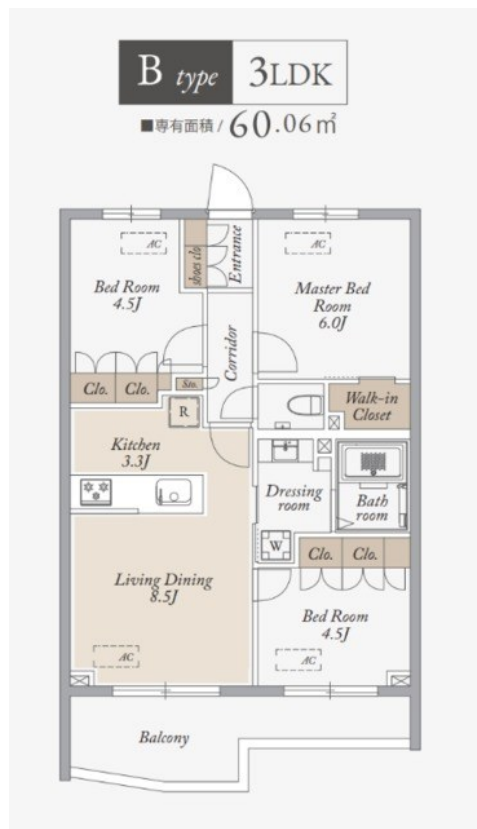 B type 3LDK
■専有面積 / 60.06㎡
AC
AC
shoes clo
Entrance
Bed Room
4.5J
Master Bed
Room
6.0J
Corridor
Clo. Clo.
Sto.
R
Walk-in
Closet
Kitchen
3.3J
Dressing
room
Bath
room
W
Clo. Clo.
Living Dining
8.5J
Bed Room
4.5J
AC
AC
Balcony